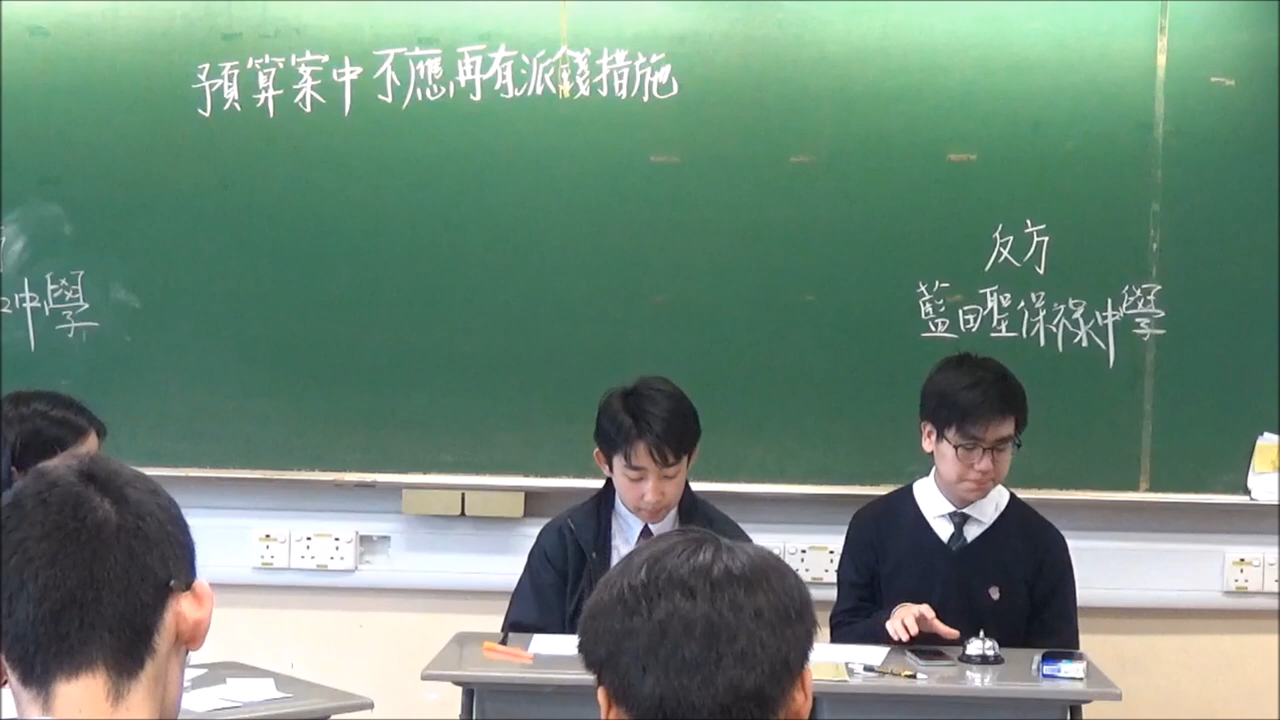 預算案中不應再有派錢措施
反方
中學
藍田聖保祿中學